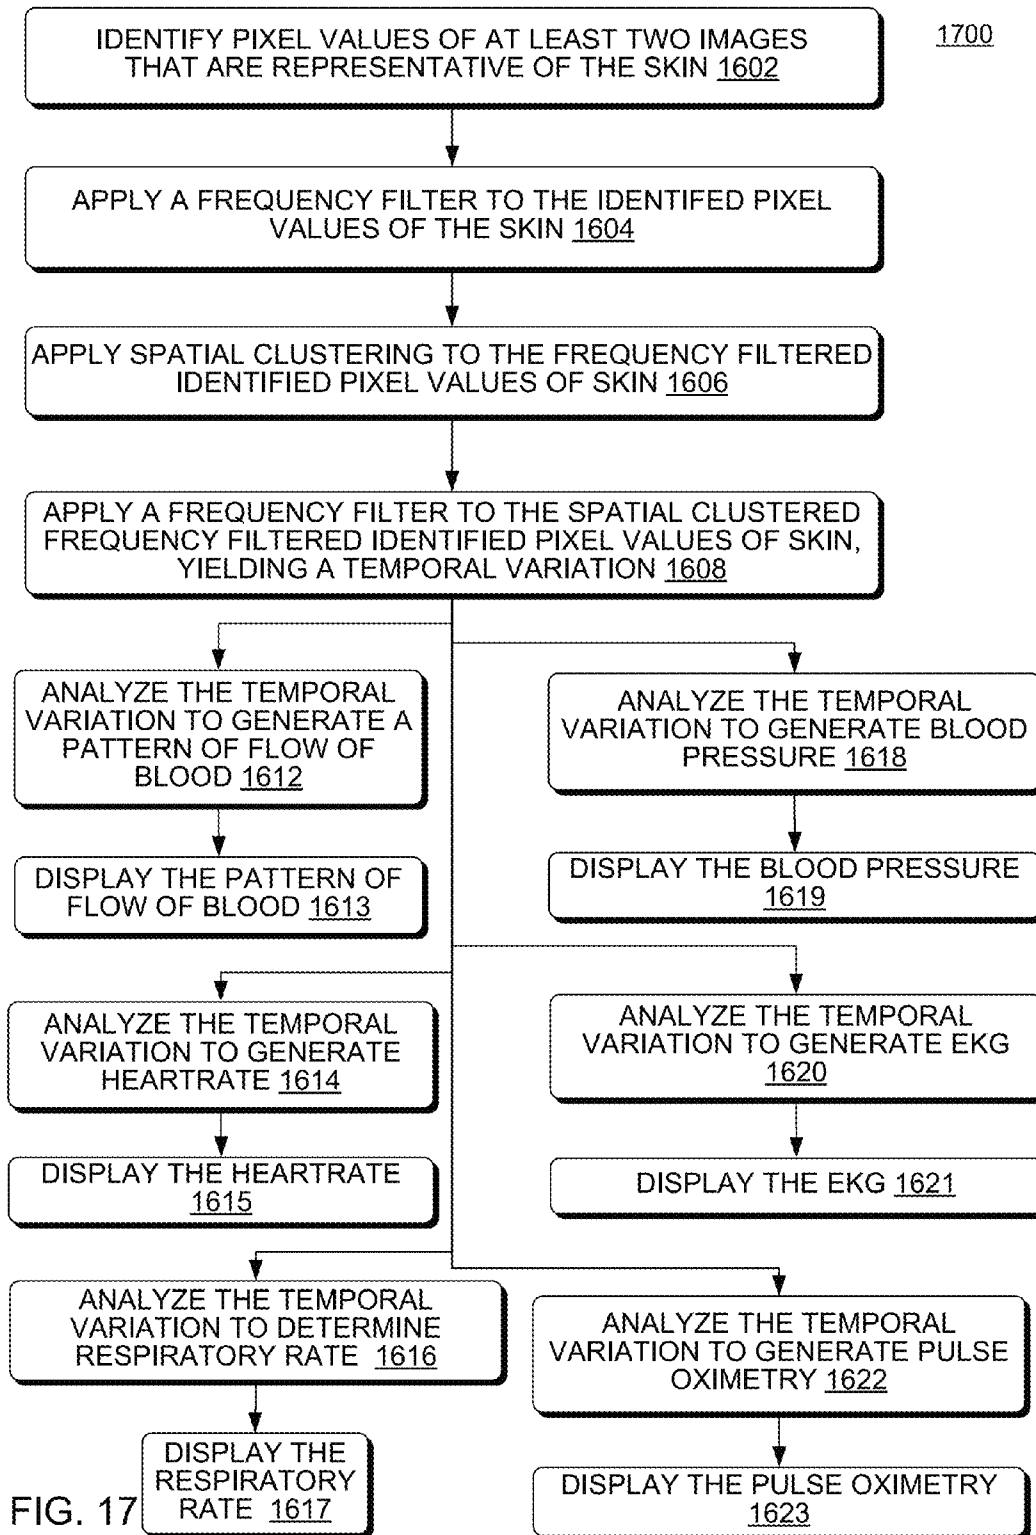 IDENTIFY PIXEL VALUES OF AT LEAST TWO IMAGES
THAT ARE REPRESENTATIVE OF THE SKIN 1602
1700
APPLY A FREQUENCY FILTER TO THE IDENTIFED PIXEL
VALUES OF THE SKIN 1604
APPLY SPATIAL CLUSTERING TO THE FREQUENCY FILTERED
IDENTIFIED PIXEL VALUES OF SKIN 1606
APPLY A FREQUENCY FILTER TO THE SPATIAL CLUSTERED
FREQUENCY FILTERED IDENTIFIED PIXEL VALUES OF SKIN,
YIELDING A TEMPORAL VARIATION 1608
ANALYZE THE TEMPORAL
VARIATION TO GENERATE A
PATTERN OF FLOW OF
BLOOD 1612
DISPLAY THE PATTERN OF
FLOW OF BLOOD 1613
ANALYZE THE TEMPORAL
VARIATION TO GENERATE BLOOD
PRESSURE 1618
DISPLAY THE BLOOD PRESSURE
1619
ANALYZE THE TEMPORAL
VARIATION TO GENERATE
HEARTRATE 1614
DISPLAY THE HEARTRATE
1615
ANALYZE THE TEMPORAL
VARIATION TO GENERATE EKG
1620
DISPLAY THE EKG 1621
ANALYZE THE TEMPORAL
VARIATION TO DETERMINE
RESPIRATORY RATE 1616
DISPLAY THE
RESPIRATORY
RATE 1617
ANALYZE THE TEMPORAL
VARIATION TO GENERATE PULSE
OXIMETRY 1622
DISPLAY THE PULSE OXIMETRY
1623
FIG. 17